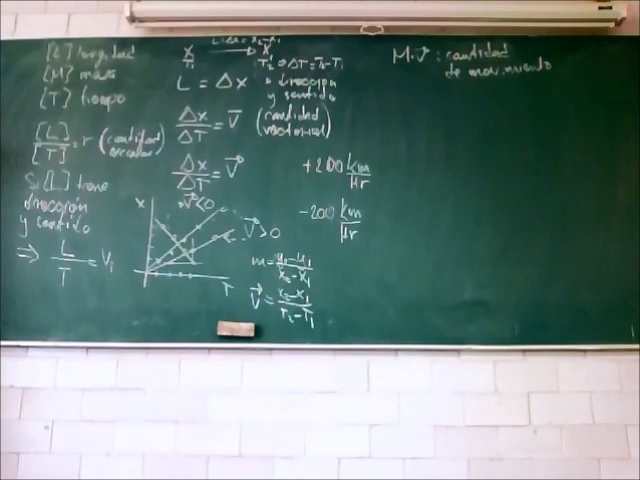 [L] longitud
[M] masa
[T] tiempo
[L]/[T] = r (cantidad escalar)
Si [L] tiene
dirección
y sentido
⇒ L/T = V₁
L = Δx = x₂-x₁
x → x
T₁ T₂ ⇒ ΔT = T₂-T₁
L = Δx
dirección
y sentido
Δx/ΔT = V⃗ (cantidad vectorial)
Δx/ΔT = V⃗
V⃗<0
x
V⃗>0
T
m = y₂-y₁/x₂-x₁
V⃗ = x₂-x₁/T₂-T₁
+200 km/Hr
-200 km/Hr
M·V⃗ : cantidad
de movimiento